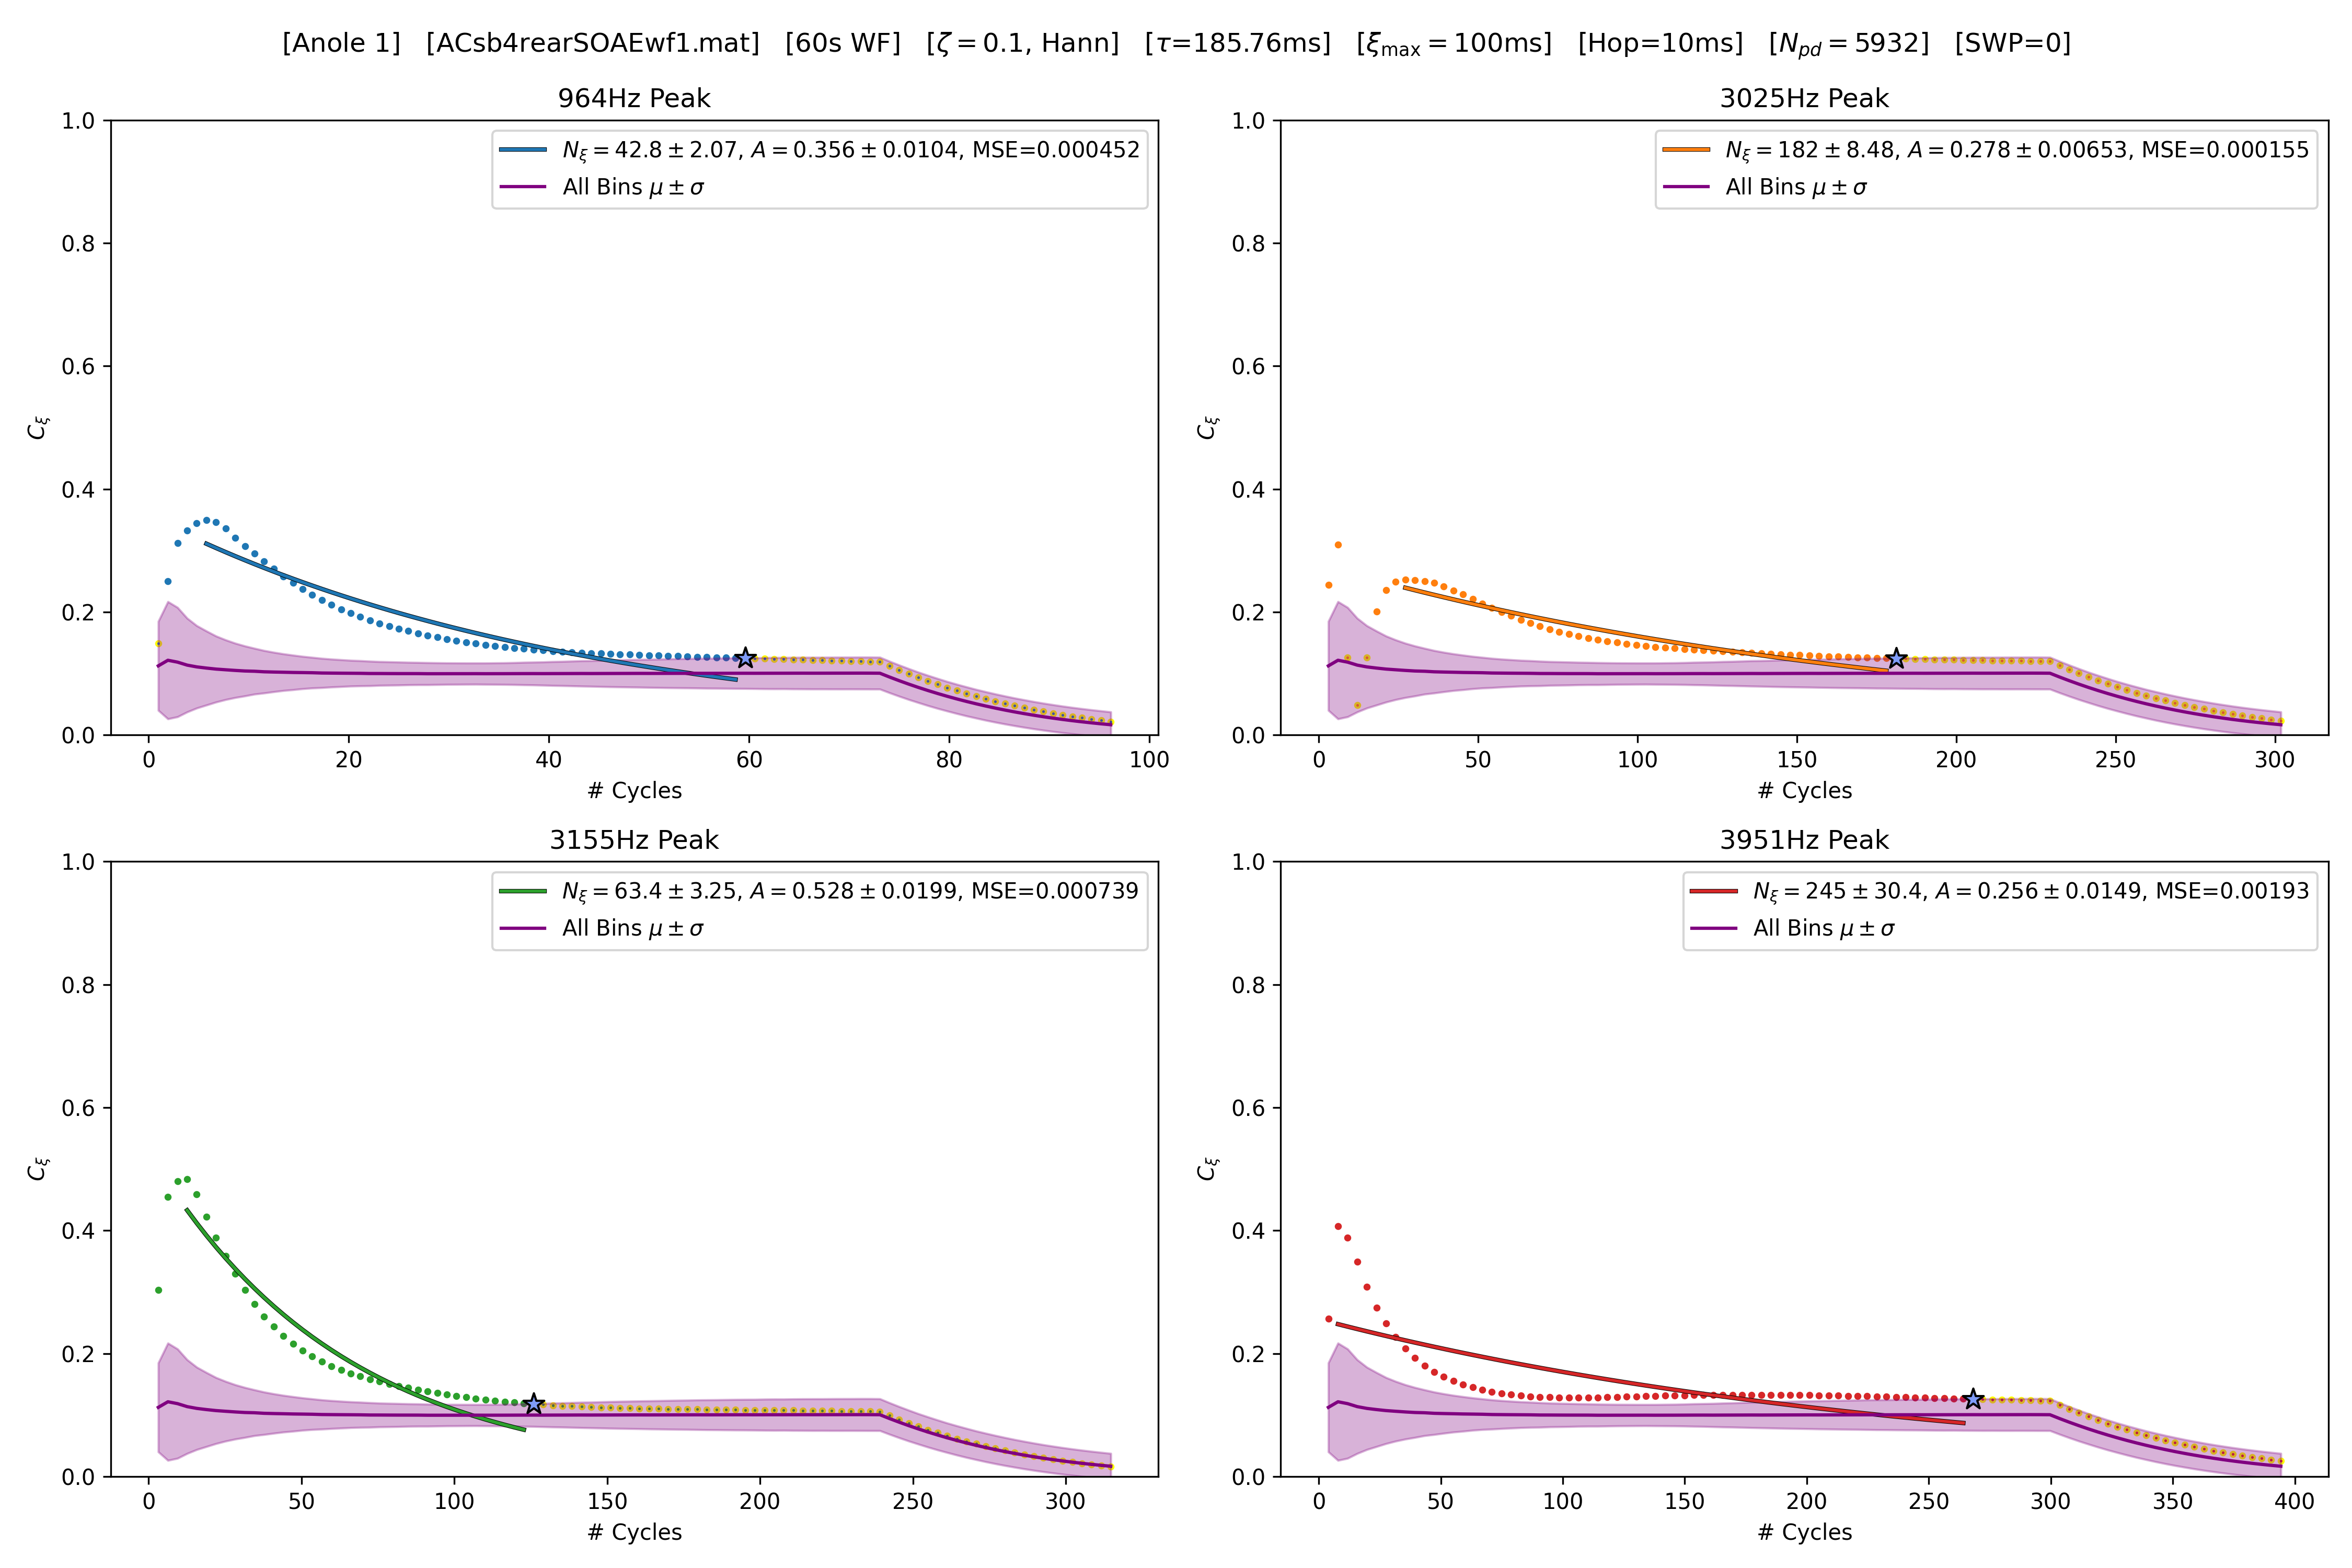 [Anole 1]   [ACsb4rearSOAEwf1.mat]   [60s WF]   [ζ = 0.1, Hann]   [τ=185.76ms]   [ξmax = 100ms]   [Hop=10ms]   [Npd = 5932]   [SWP=0]
964Hz Peak
Nξ = 42.8 ± 2.07, A = 0.356 ± 0.0104, MSE=0.000452
All Bins μ ± σ
1.0
0.8
0.6
0.4
0.2
0.0
Cξ
0 20 40 60 80 100
# Cycles
3025Hz Peak
Nξ = 182 ± 8.48, A = 0.278 ± 0.00653, MSE=0.000155
All Bins μ ± σ
1.0
0.8
0.6
0.4
0.2
0.0
Cξ
0 50 100 150 200 250 300
# Cycles
3155Hz Peak
Nξ = 63.4 ± 3.25, A = 0.528 ± 0.0199, MSE=0.000739
All Bins μ ± σ
1.0
0.8
0.6
0.4
0.2
0.0
Cξ
0 50 100 150 200 250 300
# Cycles
3951Hz Peak
Nξ = 245 ± 30.4, A = 0.256 ± 0.0149, MSE=0.00193
All Bins μ ± σ
1.0
0.8
0.6
0.4
0.2
0.0
Cξ
0 50 100 150 200 250 300 350 400
# Cycles